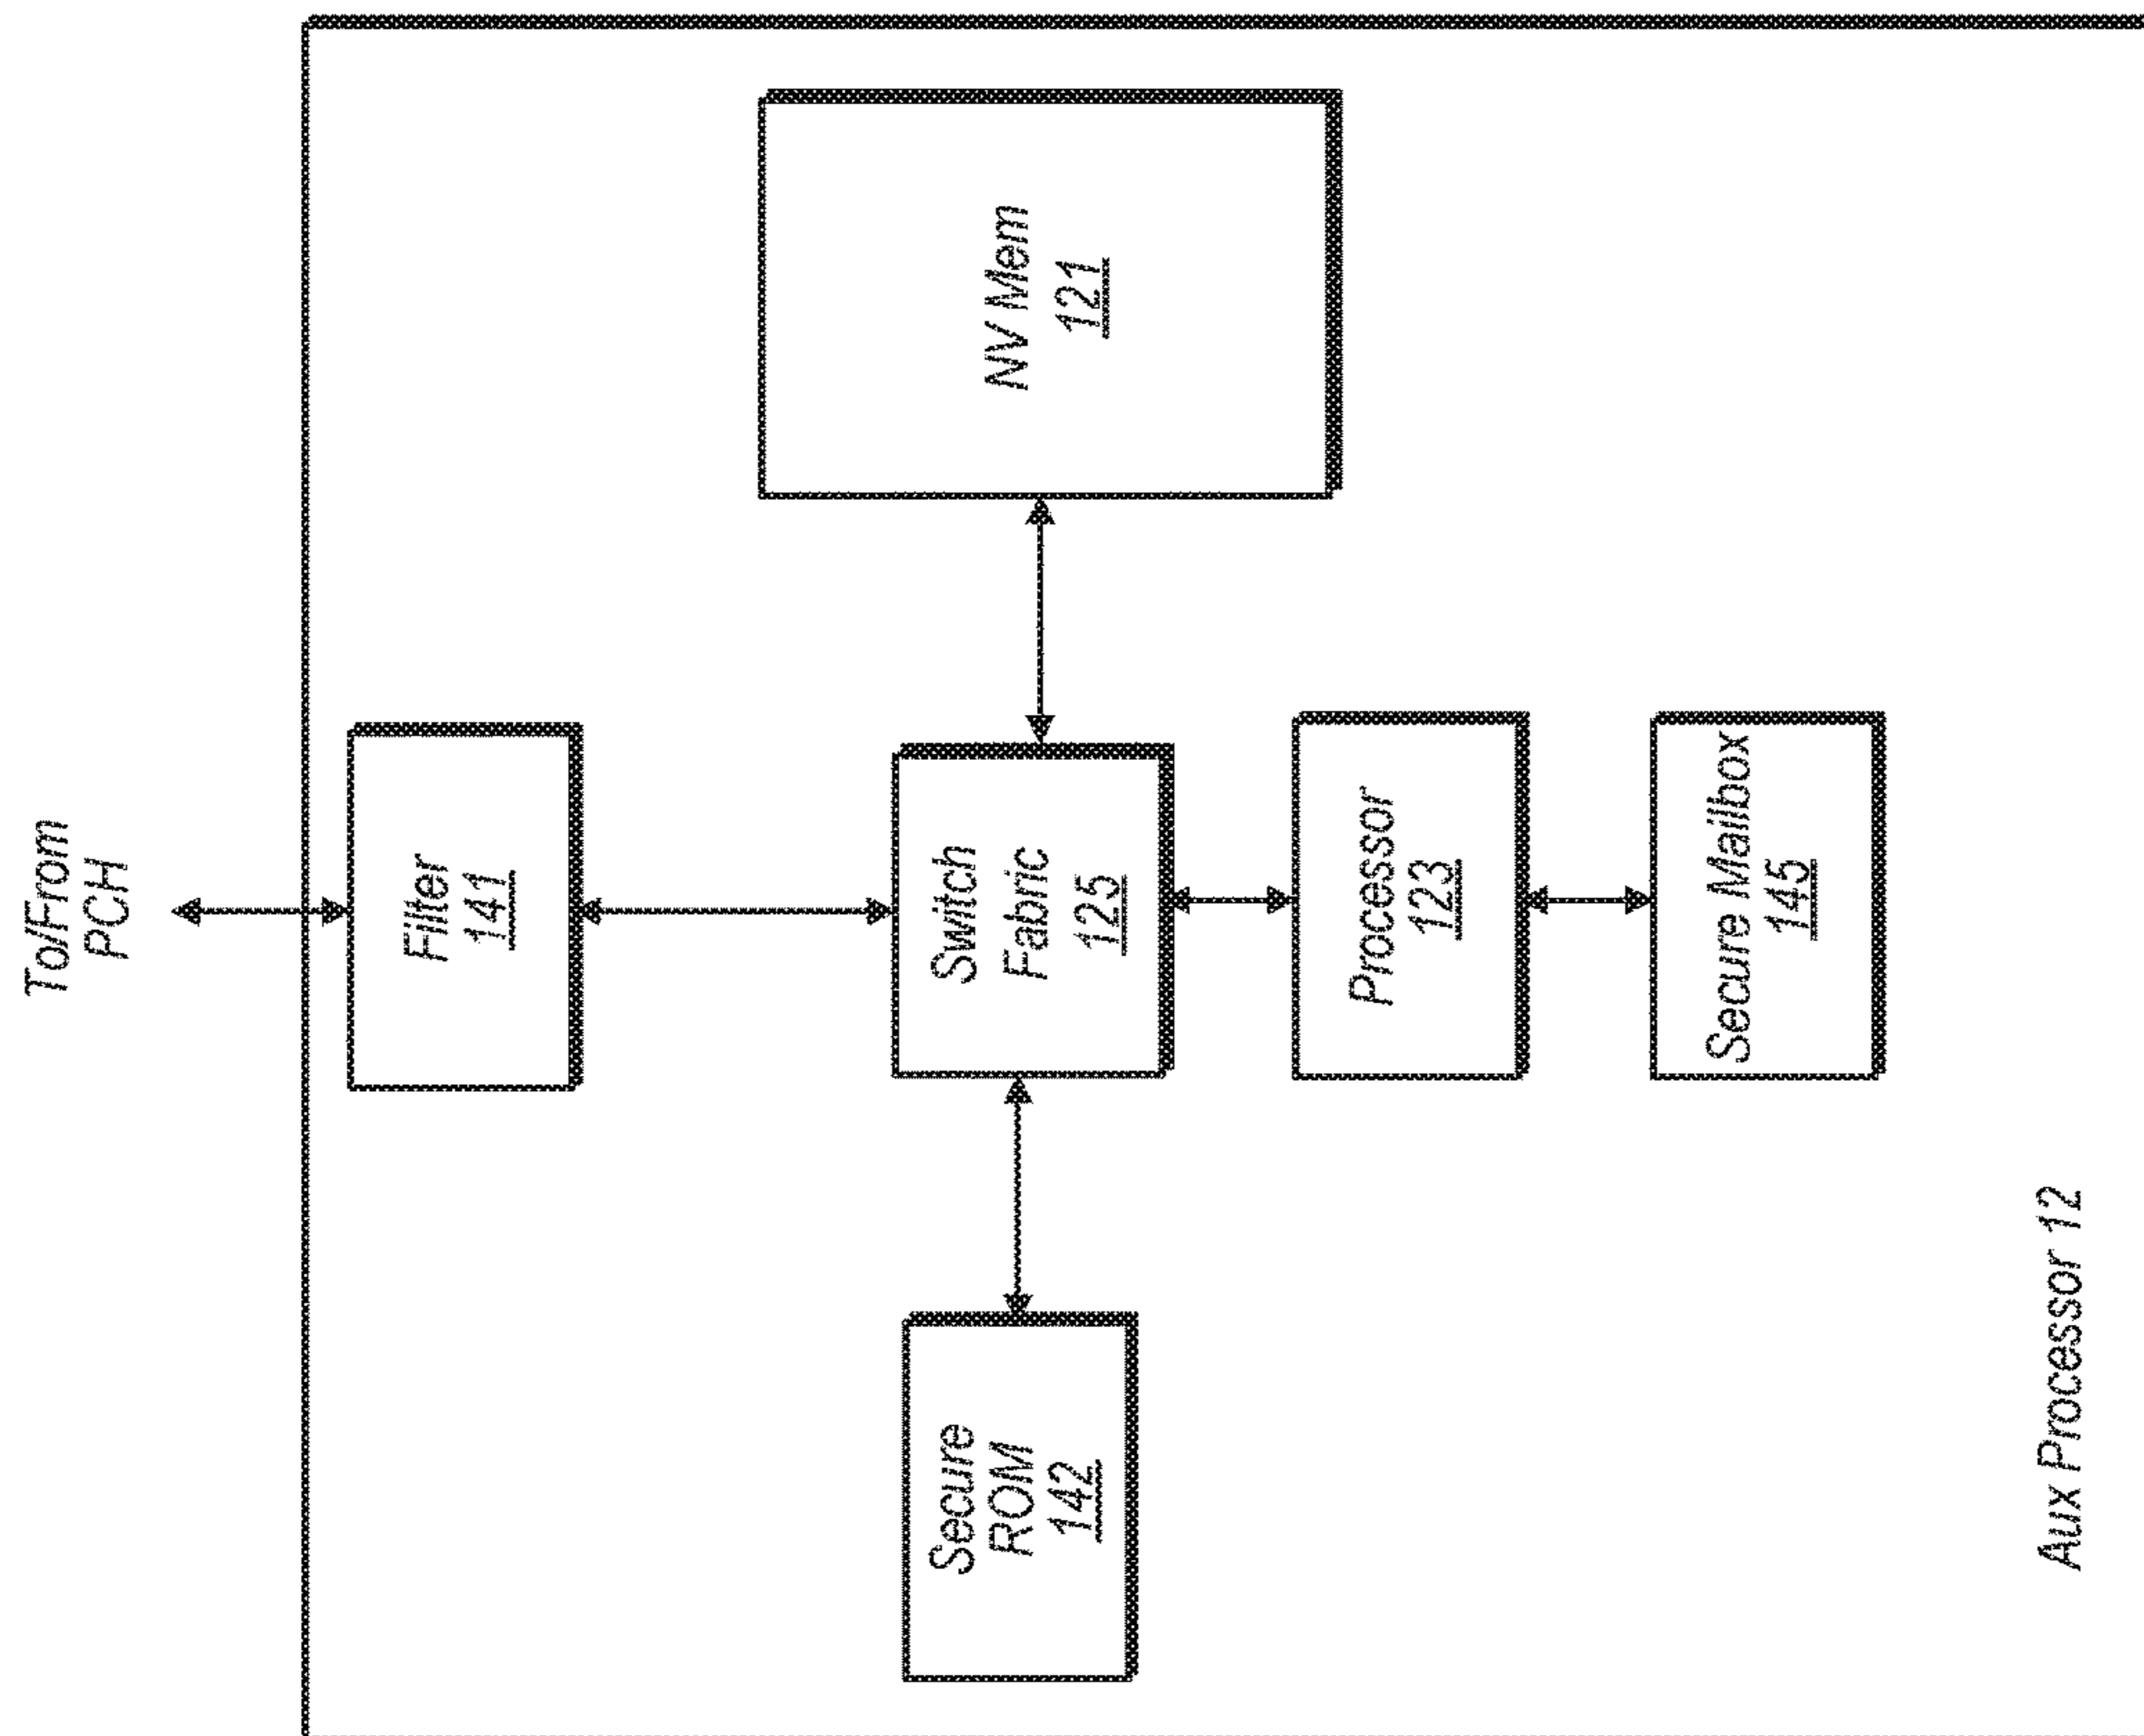 To/From
PCH
Filter
141
NV Mem
121
Switch
Fabric
125
Secure
ROM
142
Processor
123
Secure Mailbox
145
Aux Processor 12